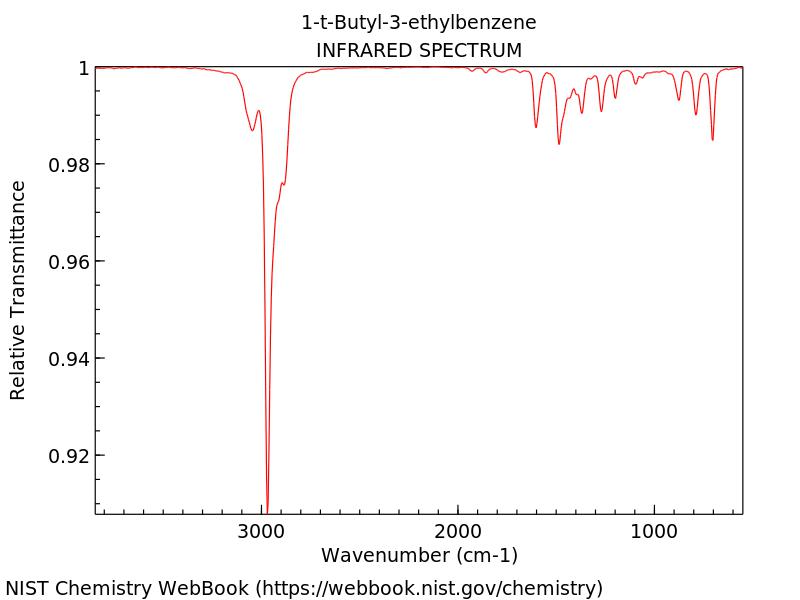 1-t-Butyl-3-ethylbenzene
INFRARED SPECTRUM
1
0.98
0.96
0.94
0.92
Relative Transmittance
3000
2000
1000
Wavenumber (cm-1)
NIST Chemistry WebBook (https://webbook.nist.gov/chemistry)